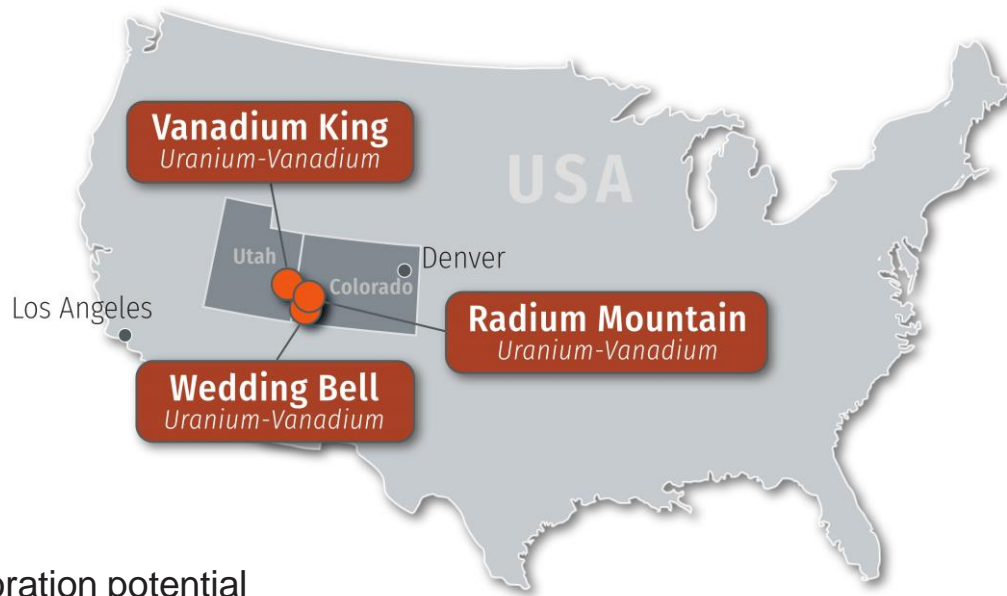 Vanadium King
Uranium-Vanadium
USA
Utah
Denver
Colorado
Los Angeles
Radium Mountain
Uranium-Vanadium
Wedding Bell
Uranium-Vanadium
potential